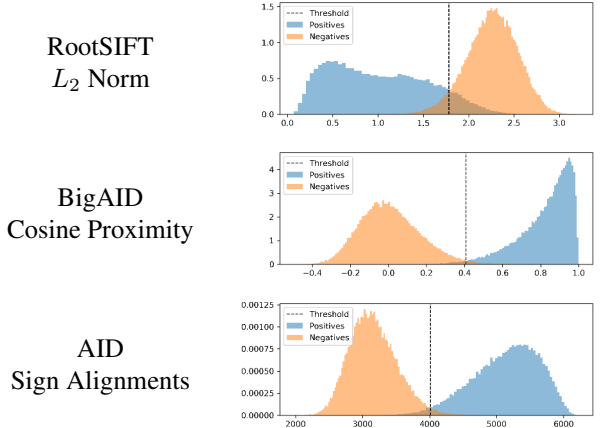 RootSIFT
L₂ Norm
1.5
1.0
0.5
0.0
Threshold
Positives
Negatives
0.0 0.5 1.0 1.5 2.0 2.5 3.0
BigAID
Cosine Proximity
4
3
2
1
0
Threshold
Positives
Negatives
−0.4 −0.2 0.0 0.2 0.4 0.6 0.8 1.0
AID
Sign Alignments
0.00125
0.00100
0.00075
0.00050
0.00025
0.00000
Threshold
Positives
Negatives
2000 3000 4000 5000 6000